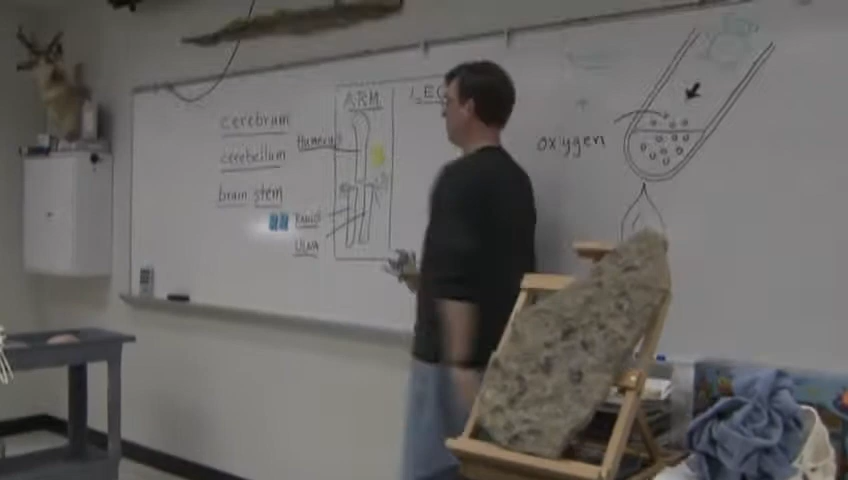 cerebrum
cerebellum
brain stem
ARM
Humerus
RADIUS
ULNA
LEG
oxygen